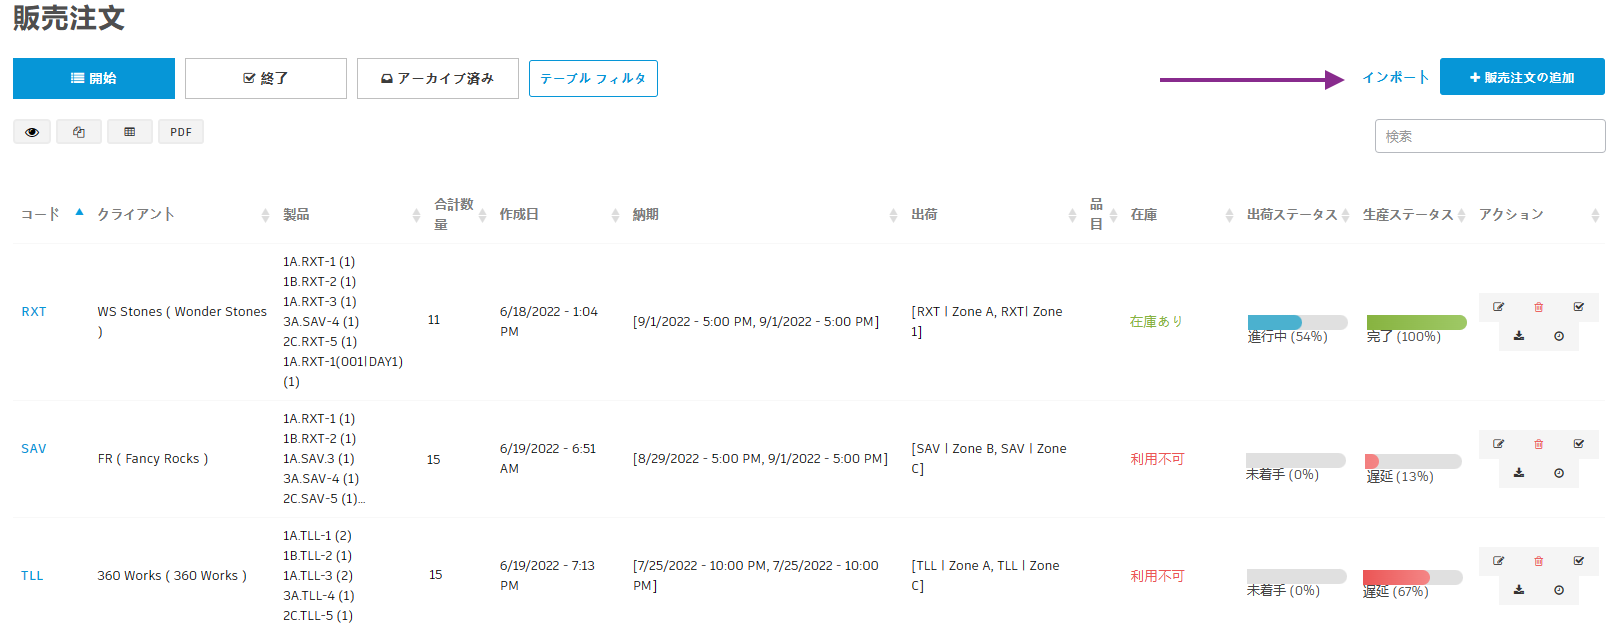 販売注文
開始 終了 アーカイブ済み テーブル フィルタ インポート + 販売注文の追加
PDF 検索
コード クライアント 製品 合計数量 作成日 納期 出荷 品目 在庫 出荷ステータス 生産ステータス アクション
1A.RXT-1 (1)
1B.RXT-2 (1)
1A.RXT-3 (1)
RXT WS Stones ( Wonder Stones 3A.SAV-4 (1) 11 6/18/2022 - 1:04 [9/1/2022 - 5:00 PM, 9/1/2022 - 5:00 PM] [RXT | Zone A, RXT| Zone 在庫あり
) 2C.RXT-5 (1) PM 1] 進行中 (54%) 完了 (100%)
1A.RXT-1(001|DAY1)
(1)
1A.RXT-1 (1)
1B.RXT-2 (1)
SAV FR ( Fancy Rocks ) 1A.SAV.3 (1) 15 6/19/2022 - 6:51 [8/29/2022 - 5:00 PM, 9/1/2022 - 5:00 PM] [SAV | Zone B, SAV | Zone 利用不可
3A.SAV-4 (1) AM C] 未着手 (0%) 遅延 (13%)
2C.SAV-5 (1)...
1A.TLL-1 (2)
1B.TLL-2 (1) 6/19/2022 - 7:13 [7/25/2022 - 10:00 PM, 7/25/2022 - 10:00 [TLL | Zone A, TLL | Zone
TLL 360 Works ( 360 Works ) 1A.TLL-3 (2) 15 PM PM] C] 利用不可
3A.TLL-4 (1) 未着手 (0%) 遅延 (67%)
2C.TLL-5 (1)